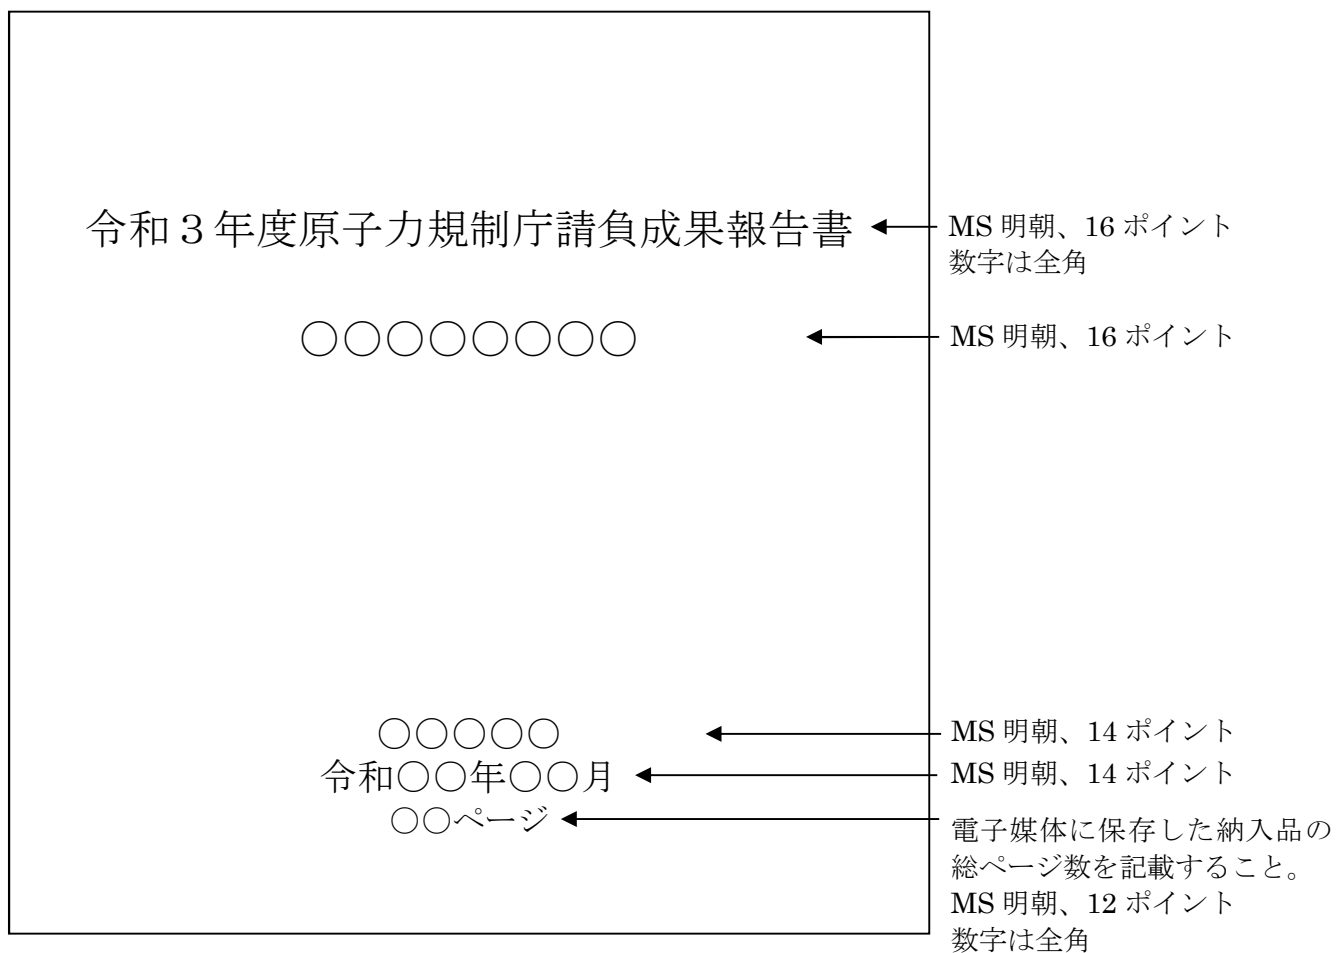 令和３年度原子力規制庁請負成果報告書
MS 明朝、16 ポイント
数字は全角
○○○○○○○○
MS 明朝、16 ポイント
○○○○○
MS 明朝、14 ポイント
令和○○年○○月
MS 明朝、14 ポイント
○○ページ
電子媒体に保存した納入品の
総ページ数を記載すること。
MS 明朝、12 ポイント
数字は全角